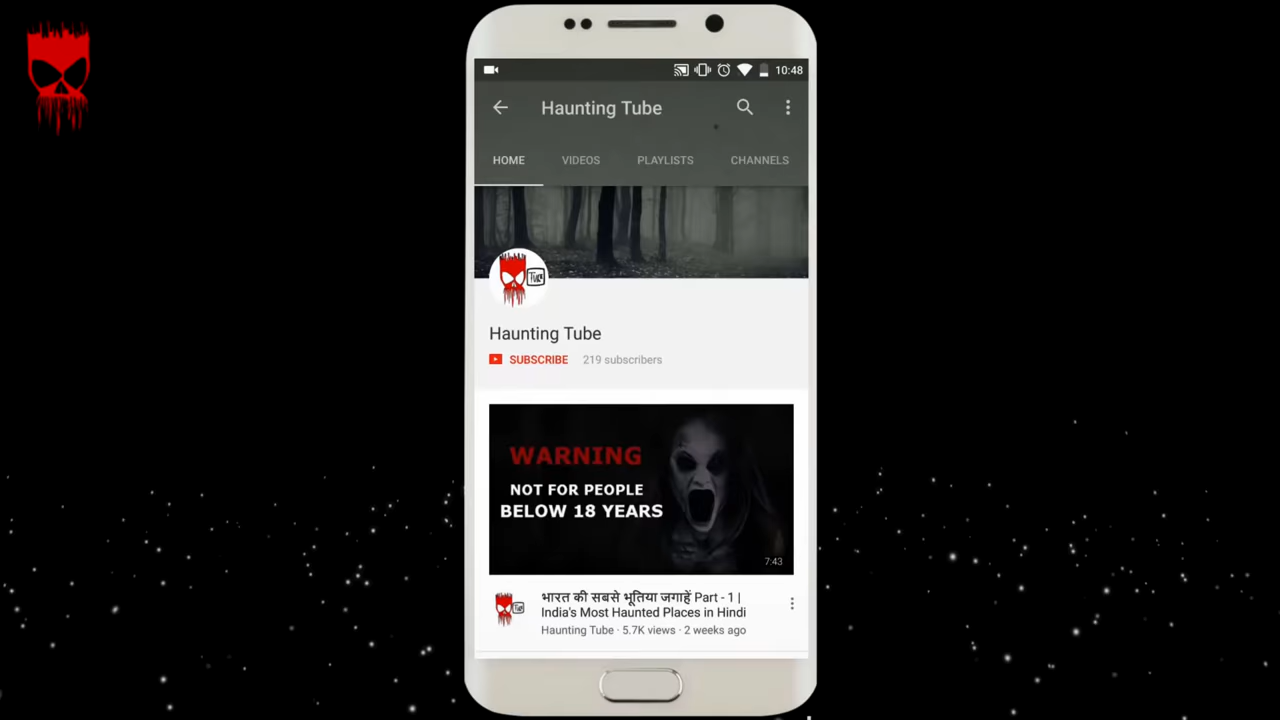 10:48
Haunting Tube
HOME VIDEOS PLAYLISTS CHANNELS
Tube
Haunting Tube
SUBSCRIBE 219 subscribers
WARNING
NOT FOR PEOPLE
BELOW 18 YEARS
7:43
भारत की सबसे भूतिया जगाहें Part - 1 |
India's Most Haunted Places in Hindi
Tube
Haunting Tube · 5.7K views · 2 weeks ago